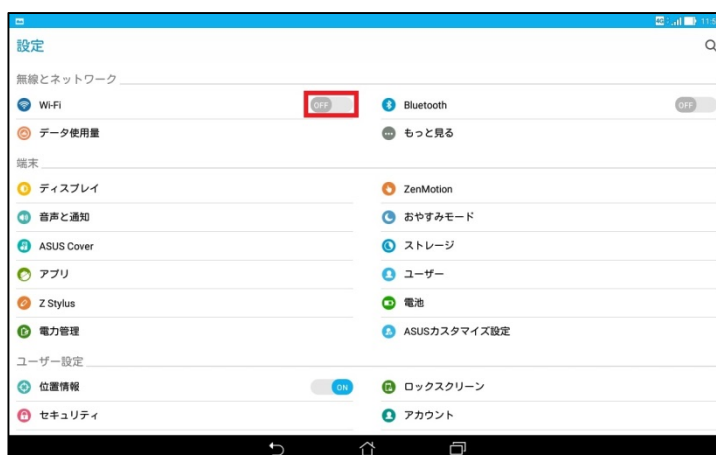 4G 11:5
設定
無線とネットワーク
Wi-Fi OFF Bluetooth OFF
データ使用量 もっと見る
端末
ディスプレイ ZenMotion
音声と通知 おやすみモード
ASUS Cover ストレージ
アプリ ユーザー
Z Stylus 電池
電力管理 ASUSカスタマイズ設定
ユーザー設定
位置情報 ON ロックスクリーン
セキュリティ アカウント